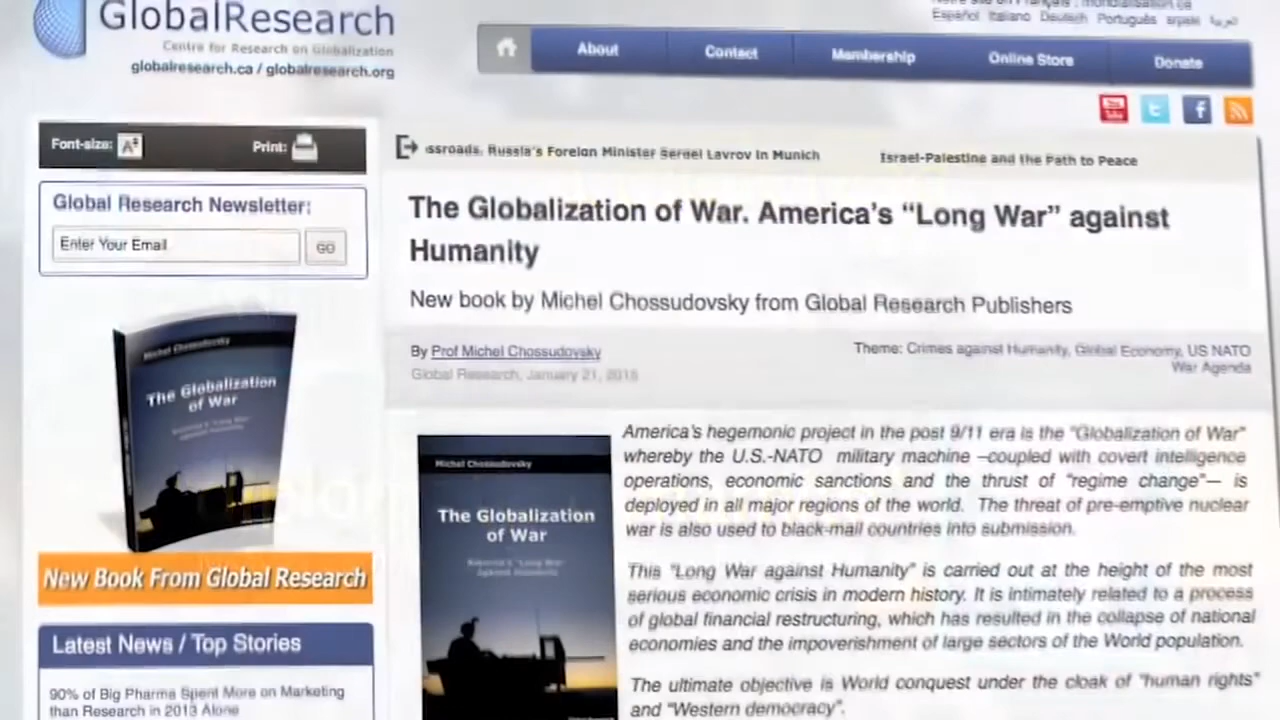 GlobalResearch
Centre for Research on Globalization
globalresearch.ca / globalresearch.org
Español Italiano Deutsch Português
About
Contact
Membership
Online Store
Donate
Font-size:
Print:
Global Research Newsletter:
Enter Your Email
GO
ssroads. Russia's Foreign Minister Sergei Lavrov in Munich
Israel-Palestine and the Path to Peace
The Globalization of War. America's “Long War” against
Humanity
New book by Michel Chossudovsky from Global Research Publishers
By Prof Michel Chossudovsky
Global Research, January 21, 2015
Theme: Crimes against Humanity, Global Economy, US NATO
War Agenda
Michel Chossudovsky
The Globalization
of War
New Book From Global Research
Latest News / Top Stories
90% of Big Pharma Spent More on Marketing
than Research in 2013 Alone
Michel Chossudovsky
The Globalization
of War
America's "Long War"
against Humanity
America's hegemonic project in the post 9/11 era is the "Globalization of War"
whereby the U.S.-NATO military machine –coupled with covert intelligence
operations, economic sanctions and the thrust of "regime change"— is
deployed in all major regions of the world. The threat of pre-emptive nuclear
war is also used to black-mail countries into submission.
This "Long War against Humanity" is carried out at the height of the most
serious economic crisis in modern history. It is intimately related to a process
of global financial restructuring, which has resulted in the collapse of national
economies and the impoverishment of large sectors of the World population.
The ultimate objective is World conquest under the cloak of "human rights"
and "Western democracy".